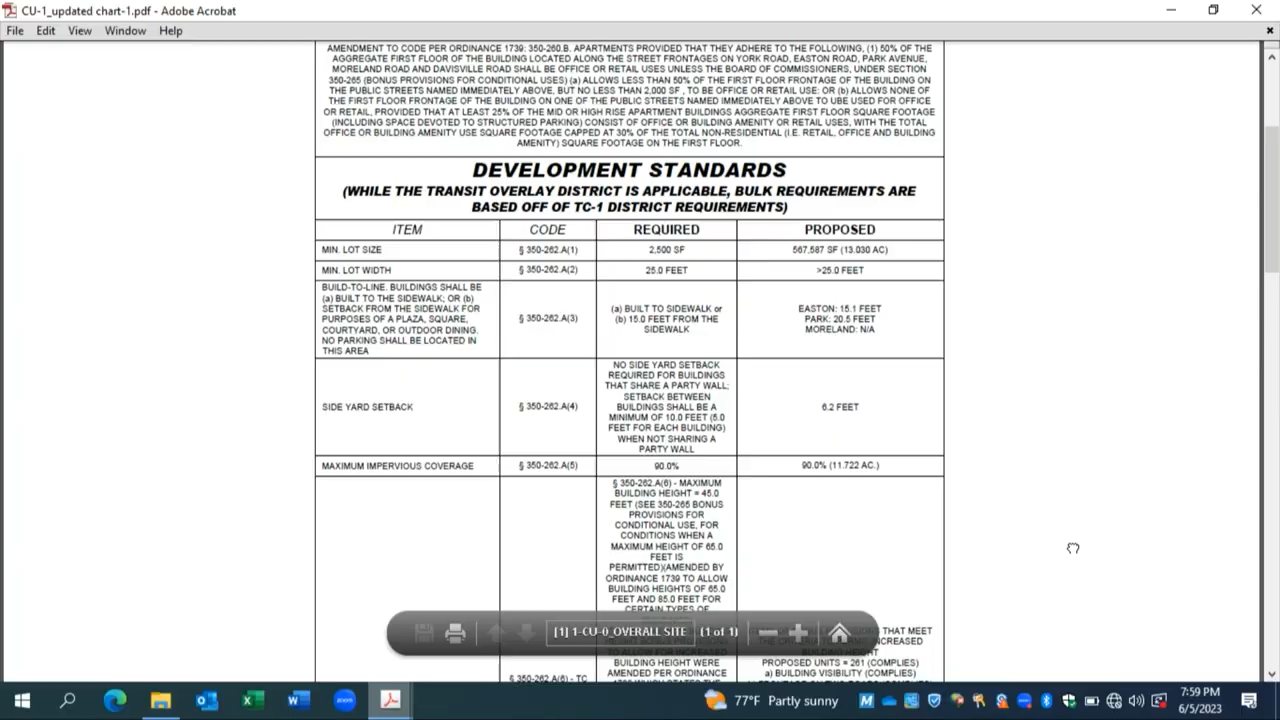 CU-1_updated chart-1.pdf - Adobe Acrobat
File Edit View Window Help
AMENDMENT TO CODE PER ORDINANCE 1739: 350-260.B. APARTMENTS PROVIDED THAT THEY ADHERE TO THE FOLLOWING, (1) 50% OF THE
AGGREGATE FIRST FLOOR OF THE BUILDING LOCATED ALONG THE STREET FRONTAGES ON YORK ROAD, EASTON ROAD, PARK AVENUE,
MORELAND ROAD AND DAVISVILLE ROAD SHALL BE OFFICE OR RETAIL USES UNLESS THE BOARD OF COMMISSIONERS, UNDER SECTION
350-265 (BONUS PROVISIONS FOR CONDITIONAL USES) (a) ALLOWS LESS THAN 50% OF THE FIRST FLOOR FRONTAGE OF THE BUILDING ON
THE PUBLIC STREETS NAMED IMMEDIATELY ABOVE, BUT NO LESS THAN 2,000 SF , TO BE OFFICE OR RETAIL USE: OR (b) ALLOWS NONE OF
THE FIRST FLOOR FRONTAGE OF THE BUILDING ON ONE OF THE PUBLIC STREETS NAMED IMMEDIATELY ABOVE TO UBE USED FOR OFFICE
OR RETAIL, PROVIDED THAT AT LEAST 25% OF THE MID OR HIGH RISE APARTMENT BUILDINGS AGGREGATE FIRST FLOOR SQUARE FOOTAGE
(INCLUDING SPACE DEVOTED TO STRUCTURED PARKING) CONSIST OF OFFICE OR BUILDING AMENITY OR RETAIL USES, WITH THE TOTAL
OFFICE OR BUILDING AMENITY USE SQUARE FOOTAGE CAPPED AT 30% OF THE TOTAL NON-RESIDENTIAL (I.E. RETAIL, OFFICE AND BUILDING
AMENITY) SQUARE FOOTAGE ON THE FIRST FLOOR.
DEVELOPMENT STANDARDS
(WHILE THE TRANSIT OVERLAY DISTRICT IS APPLICABLE, BULK REQUIREMENTS ARE
BASED OFF OF TC-1 DISTRICT REQUIREMENTS)
ITEM CODE REQUIRED PROPOSED
MIN. LOT SIZE § 350-262.A(1) 2,500 SF 567,587 SF (13.030 AC)
MIN. LOT WIDTH § 350-262.A(2) 25.0 FEET >25.0 FEET
BUILD-TO-LINE. BUILDINGS SHALL BE
(a) BUILT TO THE SIDEWALK; OR (b)
SETBACK FROM THE SIDEWALK FOR
PURPOSES OF A PLAZA, SQUARE,
COURTYARD, OR OUTDOOR DINING.
NO PARKING SHALL BE LOCATED IN
THIS AREA
§ 350-262.A(3)
(a) BUILT TO SIDEWALK or
(b) 15.0 FEET FROM THE
SIDEWALK
EASTON: 15.1 FEET
PARK: 20.5 FEET
MORELAND: N/A
SIDE YARD SETBACK
§ 350-262.A(4)
NO SIDE YARD SETBACK
REQUIRED FOR BUILDINGS
THAT SHARE A PARTY WALL;
SETBACK BETWEEN
BUILDINGS SHALL BE A
MINIMUM OF 10.0 FEET (5.0
FEET FOR EACH BUILDING)
WHEN NOT SHARING A
PARTY WALL
6.2 FEET
MAXIMUM IMPERVIOUS COVERAGE § 350-262.A(5) 90.0% 90.0% (11.722 AC.)
§ 350-262.A(6) - TC
§ 350-262.A(6) - MAXIMUM
BUILDING HEIGHT = 45.0
FEET (SEE 350-265 BONUS
PROVISIONS FOR
CONDITIONAL USE, FOR
CONDITIONS WHEN A
MAXIMUM HEIGHT OF 65.0
FEET IS
PERMITTED)(AMENDED BY
ORDINANCE 1739 TO ALLOW
BUILDING HEIGHTS OF 65.0
FEET AND 85.0 FEET FOR
CERTAIN TYPES OF
TO ALLOW FOR INCREASED
BUILDING HEIGHT WERE
AMENDED PER ORDINANCE
THAT MEET
INCREASED
BUILDING HEIGHT
PROPOSED UNITS = 261 (COMPLIES)
a) BUILDING VISIBILITY (COMPLIES)
[1] 1-CU-0_OVERALL SITE (1 of 1)
77°F Partly sunny
7:59 PM
6/5/2023